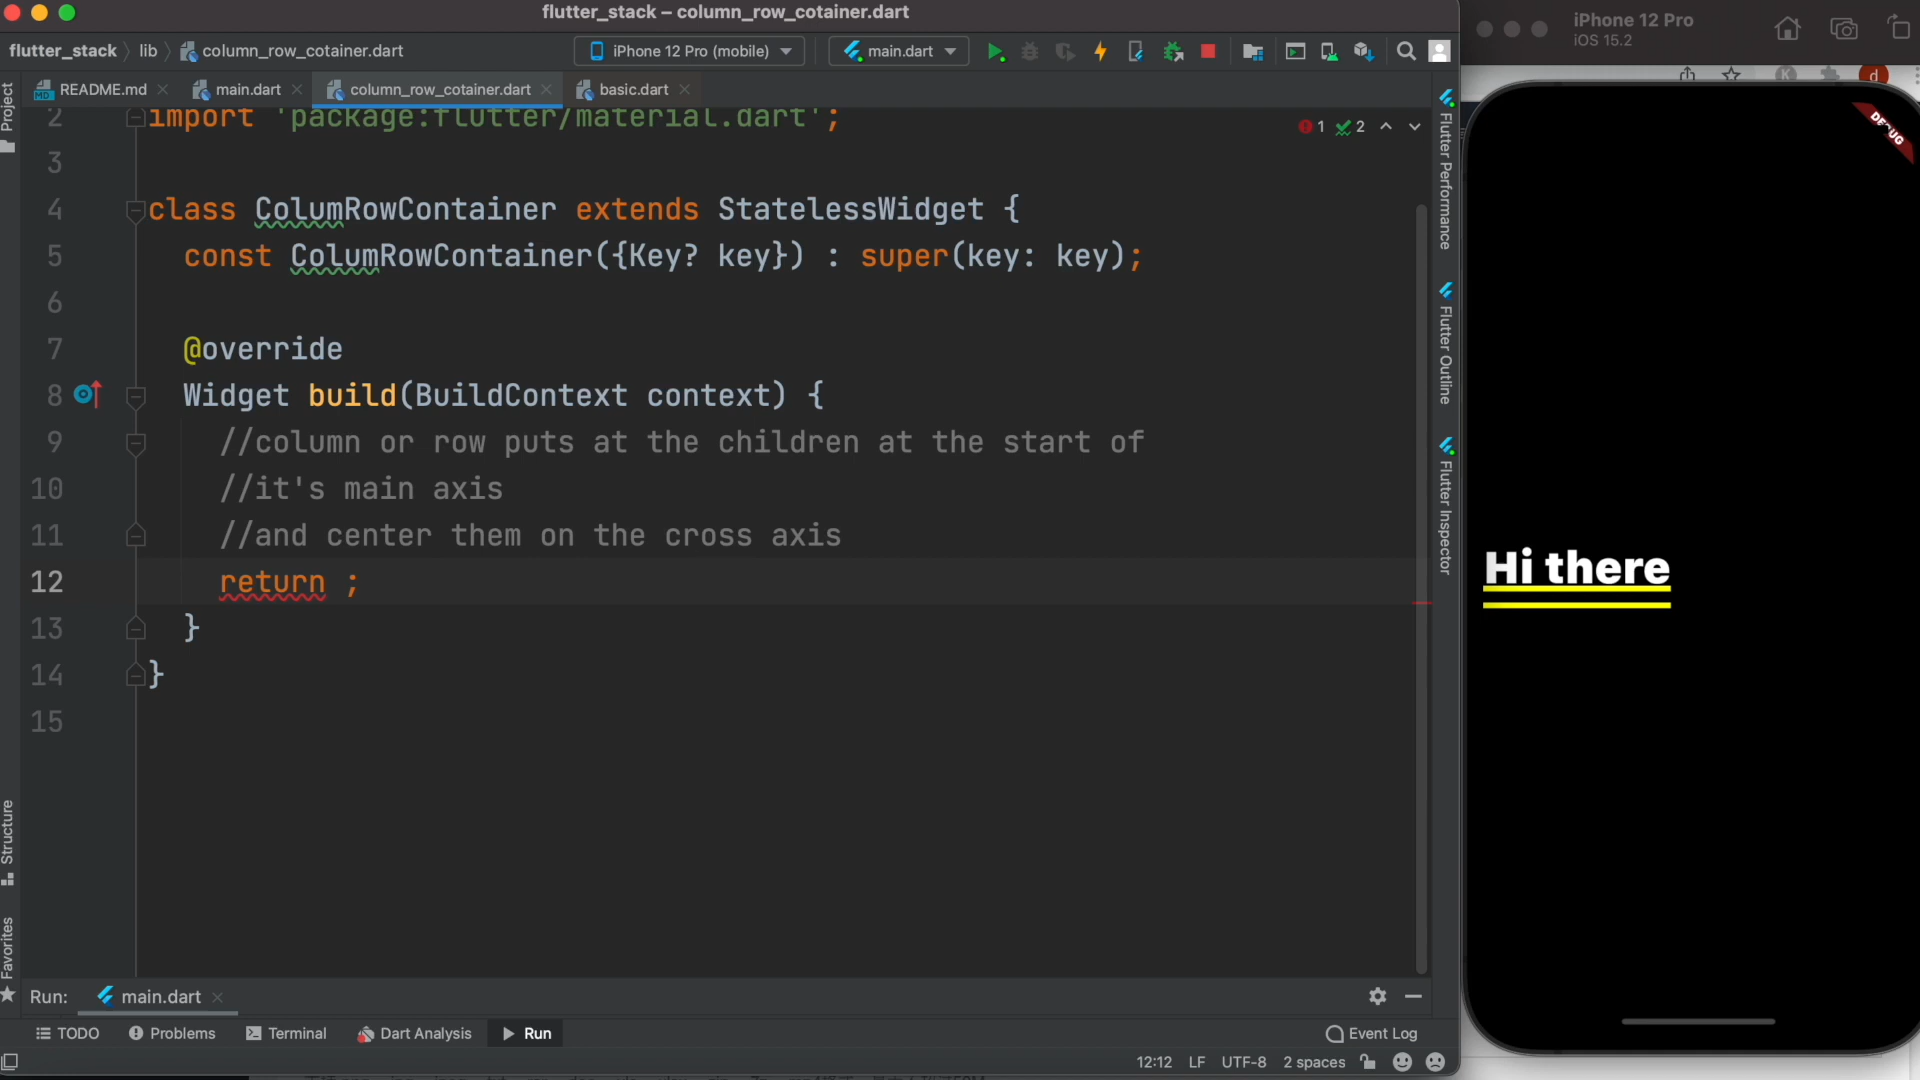 flutter_stack – column_row_cotainer.dart
flutter_stack lib column_row_cotainer.dart
iPhone 12 Pro (mobile)
main.dart
README.md
main.dart
column_row_cotainer.dart
basic.dart
2 import 'package:flutter/material.dart';
3
4 class ColumRowContainer extends StatelessWidget {
5 const ColumRowContainer({Key? key}) : super(key: key);
6
7 @override
8 Widget build(BuildContext context) {
9 //column or row puts at the children at the start of
10 //it's main axis
11 //and center them on the cross axis
12 return ;
13 }
14 }
15
1 2
Project
Structure
Favorites
Flutter Performance
Flutter Outline
Flutter Inspector
Run: main.dart
TODO
Problems
Terminal
Dart Analysis
Run
Event Log
12:12 LF UTF-8 2 spaces
iPhone 12 Pro
iOS 15.2
K
d
DEBUG
Hi there